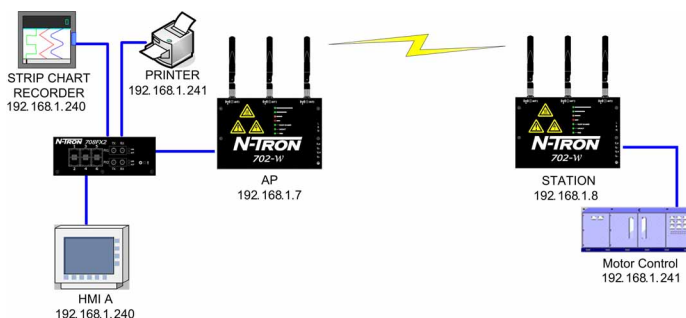 STRIP CHART
RECORDER
192.168.1.240
PRINTER
192.168.1.241
N-TRON 708FX2
N-TRON
702-W
AP
192.168.1.7
N-TRON
702-W
STATION
192.168.1.8
Motor Control
192.168.1.241
HMI A
192.168.1.240